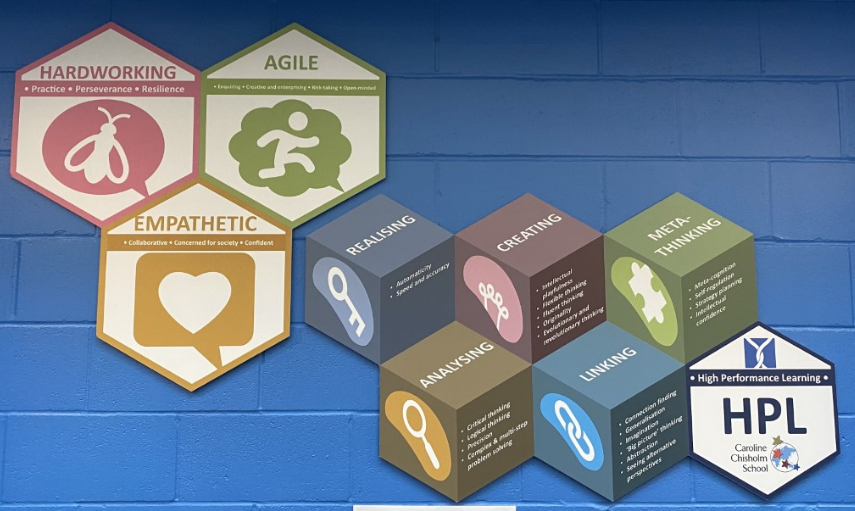 HARDWORKING
• Practice • Perseverance • Resilience
AGILE
• Enquiring • Creative and enterprising • Risk-taking • Open-minded
EMPATHETIC
• Collaborative • Concerned for society • Confident
REALISING
• Automaticity
• Speed and accuracy
CREATING
• Intellectual
playfulness
• Flexible thinking
• Fluent thinking
• Originality
• Evolutionary and
revolutionary thinking
META-
THINKING
• Meta-cognition
• Self regulation
• Strategy planning
• Intellectual
confidence
ANALYSING
• Critical thinking
• Logical thinking
• Precision
• Complex & multi-step
problem solving
LINKING
• Connection finding
• Generalisation
• Imagination
• 'Big picture' thinking
• Abstraction
• Seeing alternative
perspectives
• High Performance Learning •
HPL
Caroline
Chisholm
School